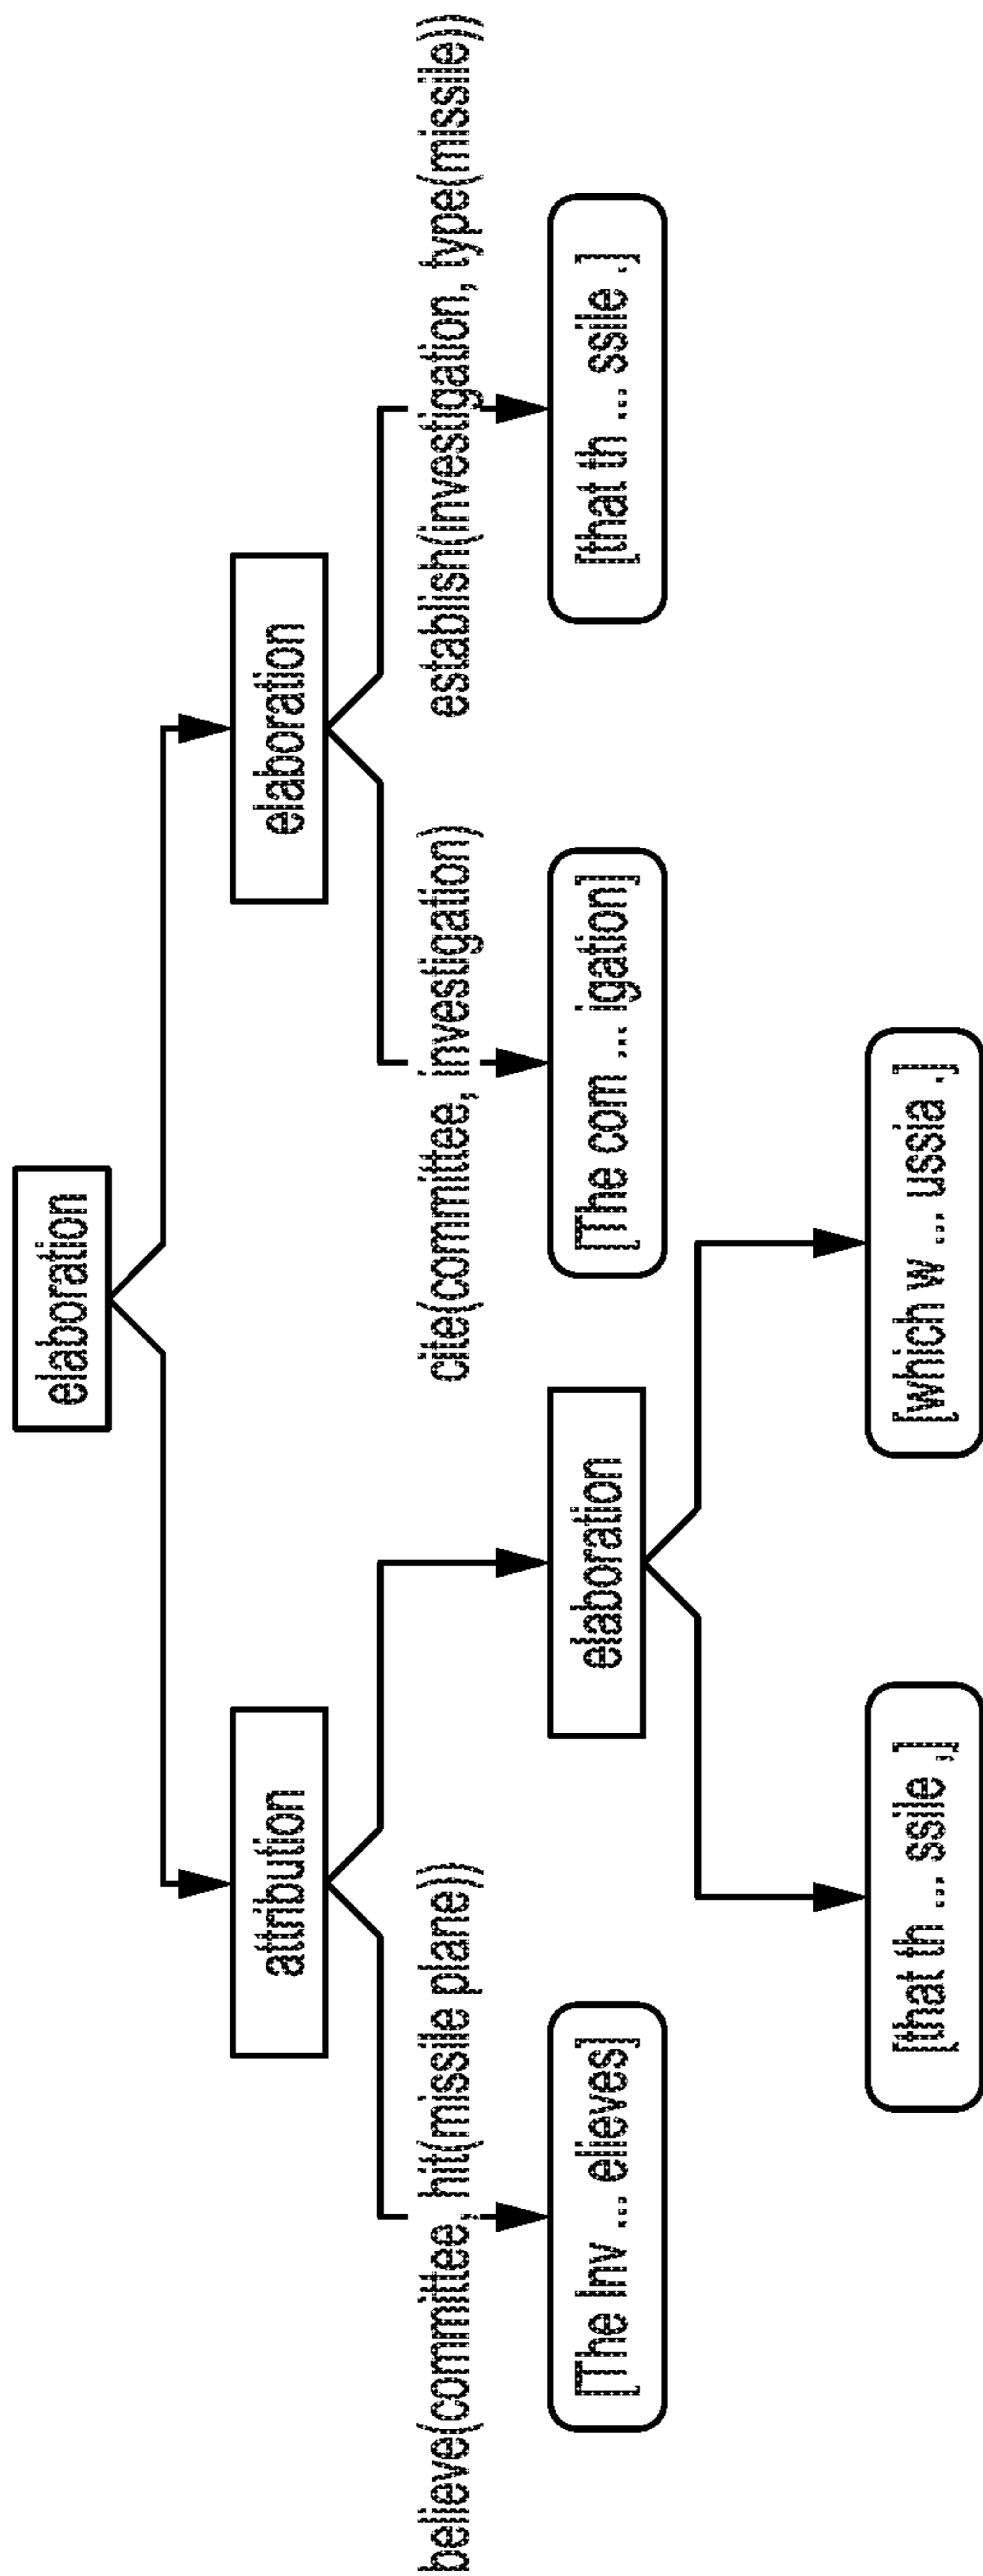 elaboration
attribution
elaboration
believe(committee, hit(missile plane))
cite(committee, investigation)
establish(investigation, type(missile))
[The Inv ... elieves]
elaboration
[The com ... igation]
[that th ... ssile .]
[that th ... ssile ,]
[which w ... ussia .]